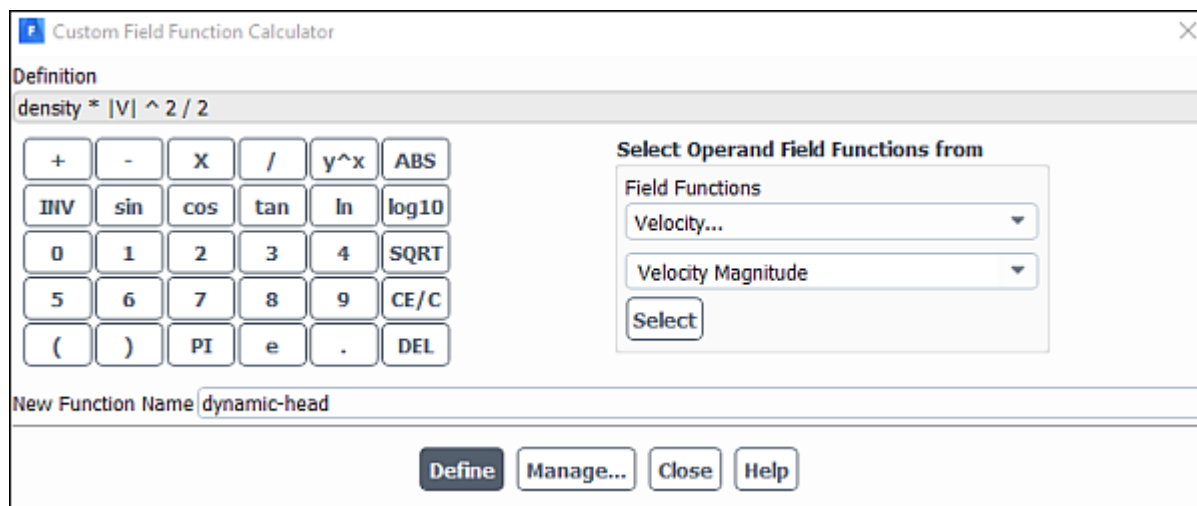 F Custom Field Function Calculator
Definition
density * |V| ^ 2 / 2
+ - X / y^x ABS
INV sin cos tan ln log10
0 1 2 3 4 SQRT
5 6 7 8 9 CE/C
( ) PI e . DEL
Select Operand Field Functions from
Field Functions
Velocity...
Velocity Magnitude
Select
New Function Name dynamic-head
Define Manage... Close Help